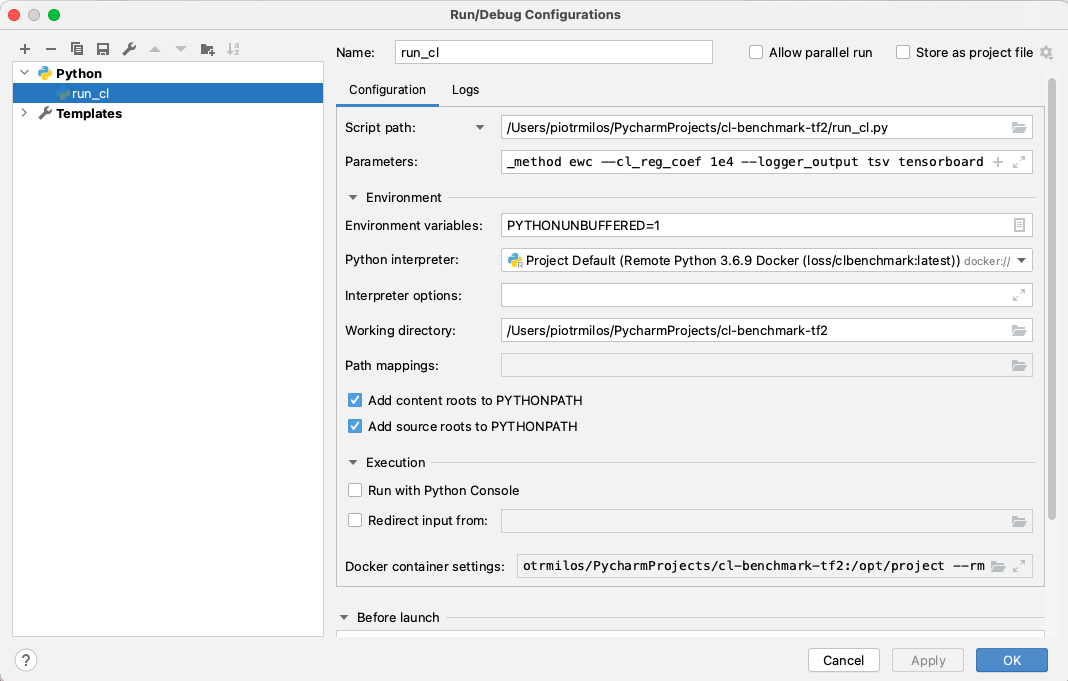 Run/Debug Configurations
Name: run_cl Allow parallel run Store as project file
Python
run_cl
Templates
Configuration Logs
Script path: /Users/piotrmilos/PycharmProjects/cl-benchmark-tf2/run_cl.py
Parameters: _method ewc --cl_reg_coef 1e4 --logger_output tsv tensorboard
Environment
Environment variables: PYTHONUNBUFFERED=1
Python interpreter: Project Default (Remote Python 3.6.9 Docker (loss/clbenchmark:latest)) docker://
Interpreter options:
Working directory: /Users/piotrmilos/PycharmProjects/cl-benchmark-tf2
Path mappings:
Add content roots to PYTHONPATH
Add source roots to PYTHONPATH
Execution
Run with Python Console
Redirect input from:
Docker container settings: otrmilos/PycharmProjects/cl-benchmark-tf2:/opt/project --rm
Before launch
? Cancel Apply OK